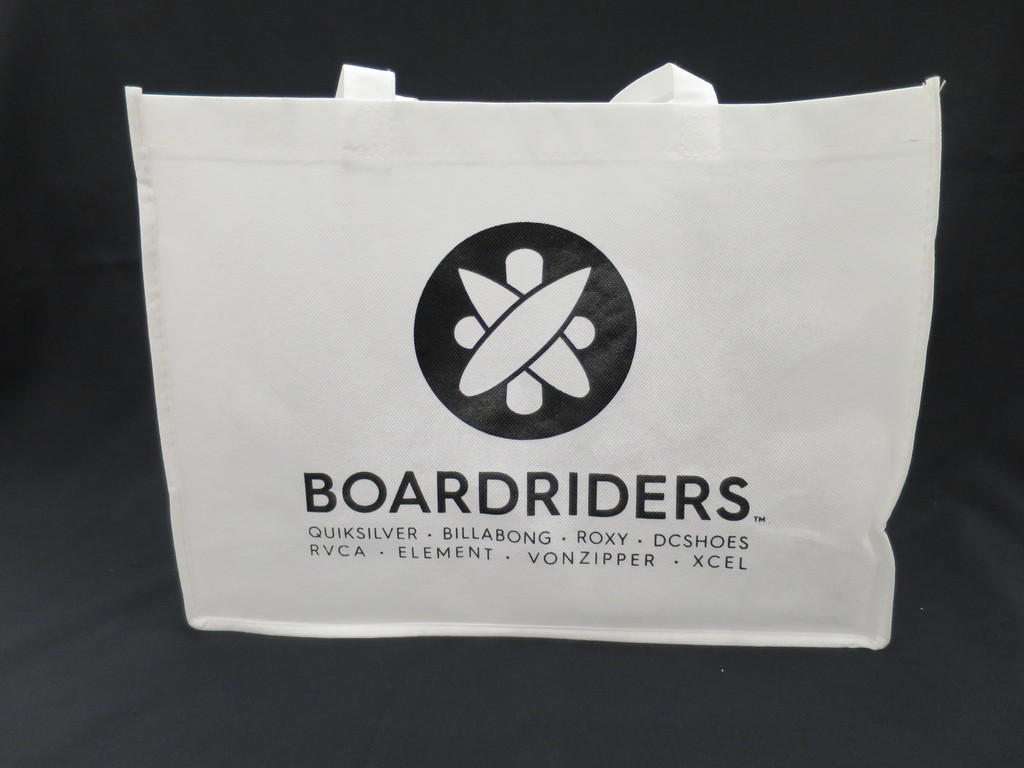 BOARDRIDERS™
QUIKSILVER · BILLABONG · ROXY · DCSHOES
RVCA · ELEMENT · VONZIPPER · XCEL